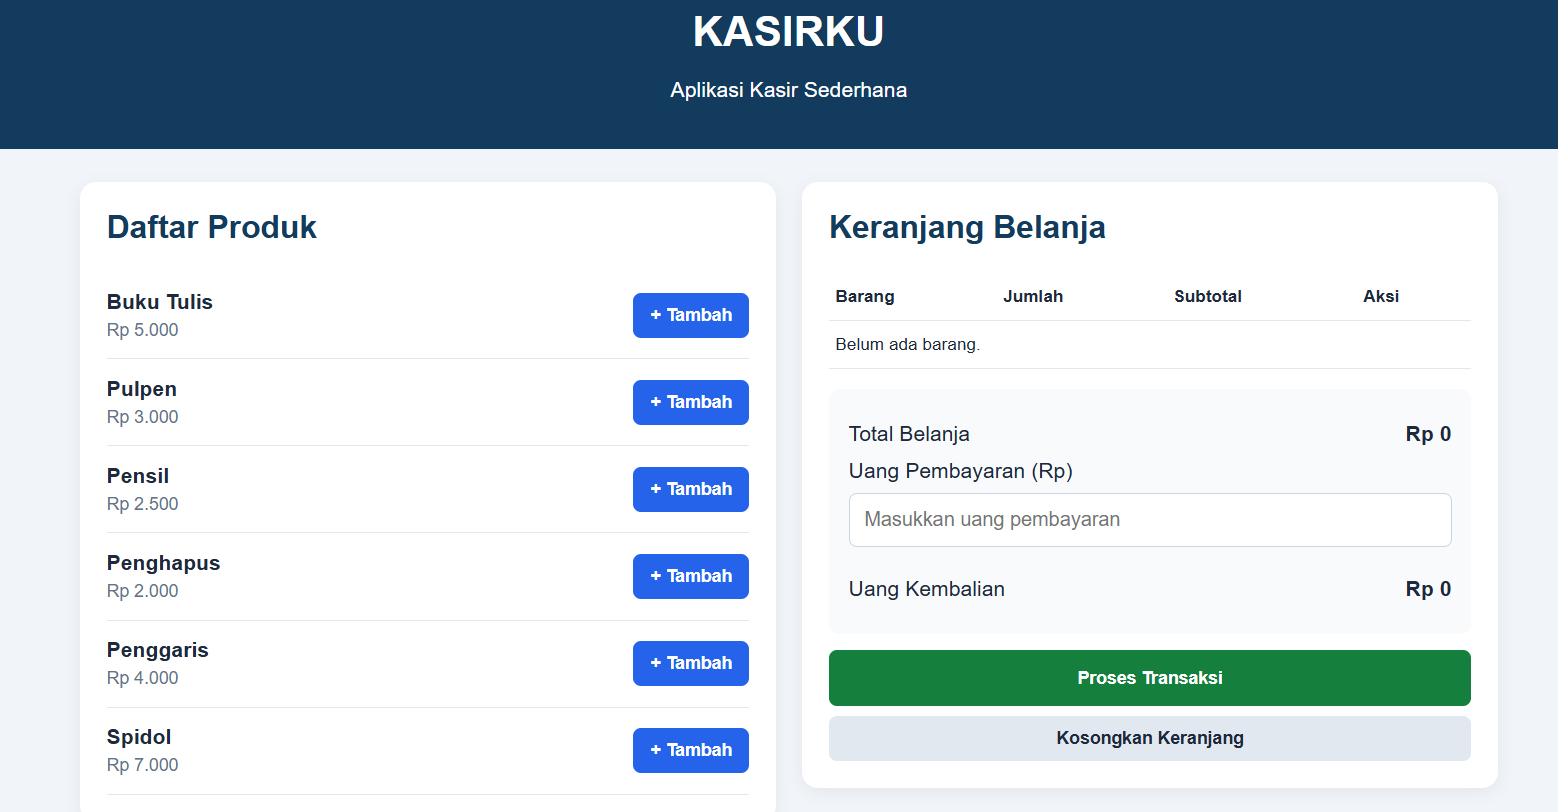 KASIRKU
Aplikasi Kasir Sederhana
Daftar Produk
Buku Tulis
Rp 5.000
+ Tambah
Pulpen
Rp 3.000
+ Tambah
Pensil
Rp 2.500
+ Tambah
Penghapus
Rp 2.000
+ Tambah
Penggaris
Rp 4.000
+ Tambah
Spidol
Rp 7.000
+ Tambah
Keranjang Belanja
Barang Jumlah Subtotal Aksi
Belum ada barang.
Total Belanja Rp 0
Uang Pembayaran (Rp)
Masukkan uang pembayaran
Uang Kembalian Rp 0
Proses Transaksi
Kosongkan Keranjang